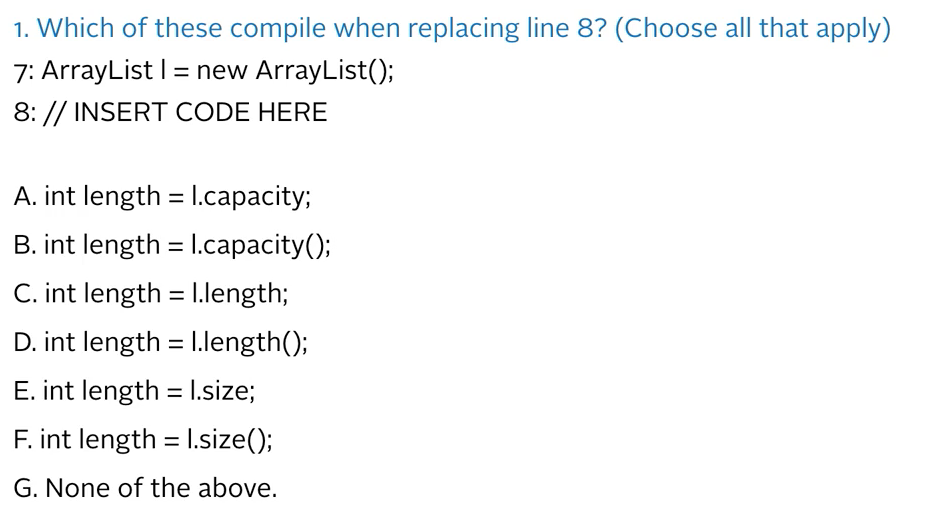 1. Which of these compile when replacing line 8? (Choose all that apply)
7: ArrayList l = new ArrayList();
8: // INSERT CODE HERE
A. int length = l.capacity;
B. int length = l.capacity();
C. int length = l.length;
D. int length = l.length();
E. int length = l.size;
F. int length = l.size();
G. None of the above.